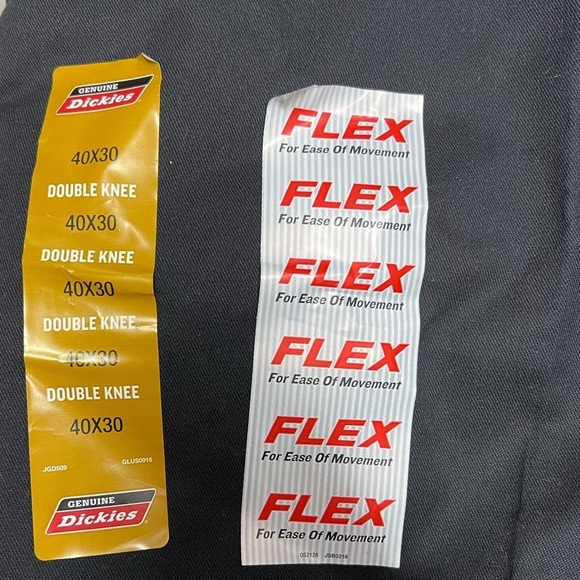 GENUINE
Dickies
40X30
DOUBLE KNEE
40X30
DOUBLE KNEE
40X30
DOUBLE KNEE
40X30
DOUBLE KNEE
40X30
JGD509 GLUS0916
GENUINE
Dickies
FLEX
For Ease Of Movement
FLEX
For Ease Of Movement
FLEX
For Ease Of Movement
FLEX
For Ease Of Movement
FLEX
For Ease Of Movement
FLEX
For Ease Of Movement
052125 JSB0218